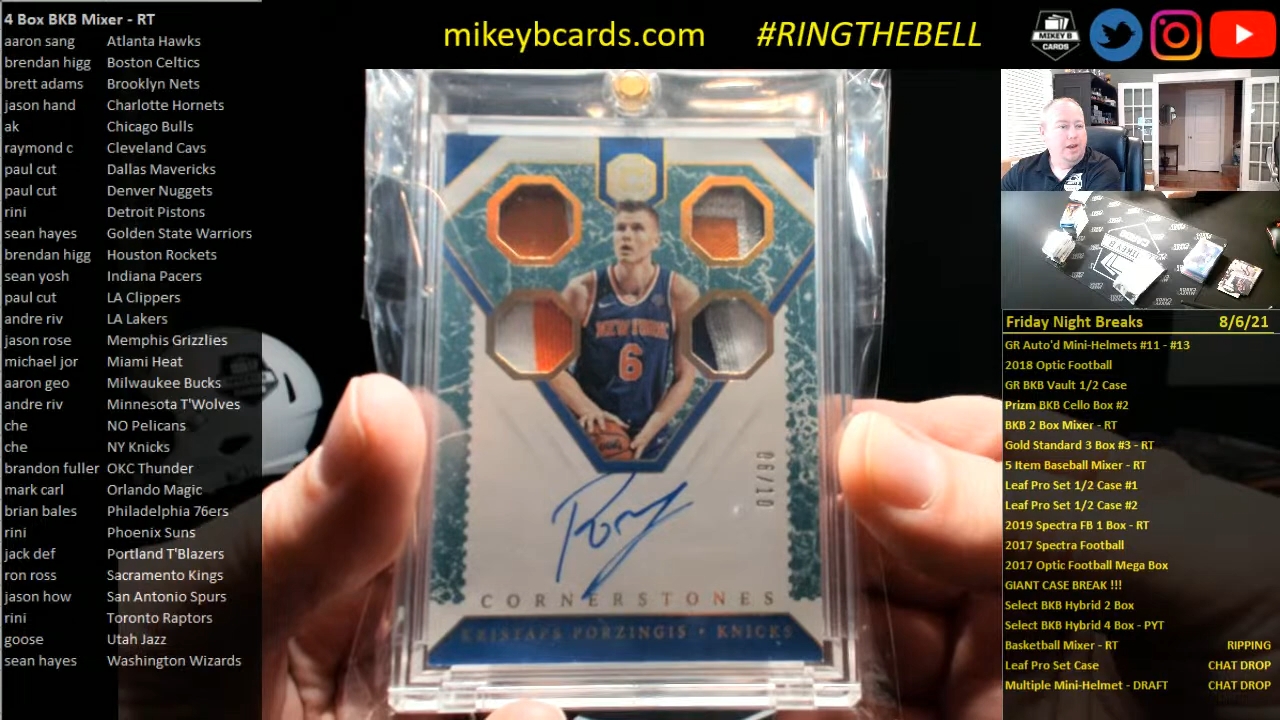 4 Box BKB Mixer - RT
aaron sang Atlanta Hawks
brendan higg Boston Celtics
brett adams Brooklyn Nets
jason hand Charlotte Hornets
ak Chicago Bulls
raymond c Cleveland Cavs
paul cut Dallas Mavericks
paul cut Denver Nuggets
rini Detroit Pistons
sean hayes Golden State Warriors
brendan higg Houston Rockets
sean yosh Indiana Pacers
paul cut LA Clippers
andre riv LA Lakers
jason rose Memphis Grizzlies
michael jor Miami Heat
aaron geo Milwaukee Bucks
andre riv Minnesota T'Wolves
che NO Pelicans
che NY Knicks
brandon fuller OKC Thunder
mark carl Orlando Magic
brian bales Philadelphia 76ers
rini Phoenix Suns
jack def Portland T'Blazers
ron ross Sacramento Kings
jason how San Antonio Spurs
rini Toronto Raptors
goose Utah Jazz
sean hayes Washington Wizards
mikeybcards.com #RINGTHEBELL
MIKEY B
CARDS
NEW YORK
6
06/10
CORNERSTONES
KRISTAPS PORZINGIS • KNICKS
MIKEY B
Friday Night Breaks 8/6/21
GR Auto'd Mini-Helmets #11 - #13
2018 Optic Football
GR BKB Vault 1/2 Case
Prizm BKB Cello Box #2
BKB 2 Box Mixer - RT
Gold Standard 3 Box #3 - RT
5 Item Baseball Mixer - RT
Leaf Pro Set 1/2 Case #1
Leaf Pro Set 1/2 Case #2
2019 Spectra FB 1 Box - RT
2017 Spectra Football
2017 Optic Football Mega Box
GIANT CASE BREAK !!!
Select BKB Hybrid 2 Box
Select BKB Hybrid 4 Box - PYT
Basketball Mixer - RT RIPPING
Leaf Pro Set Case CHAT DROP
Multiple Mini-Helmet - DRAFT CHAT DROP